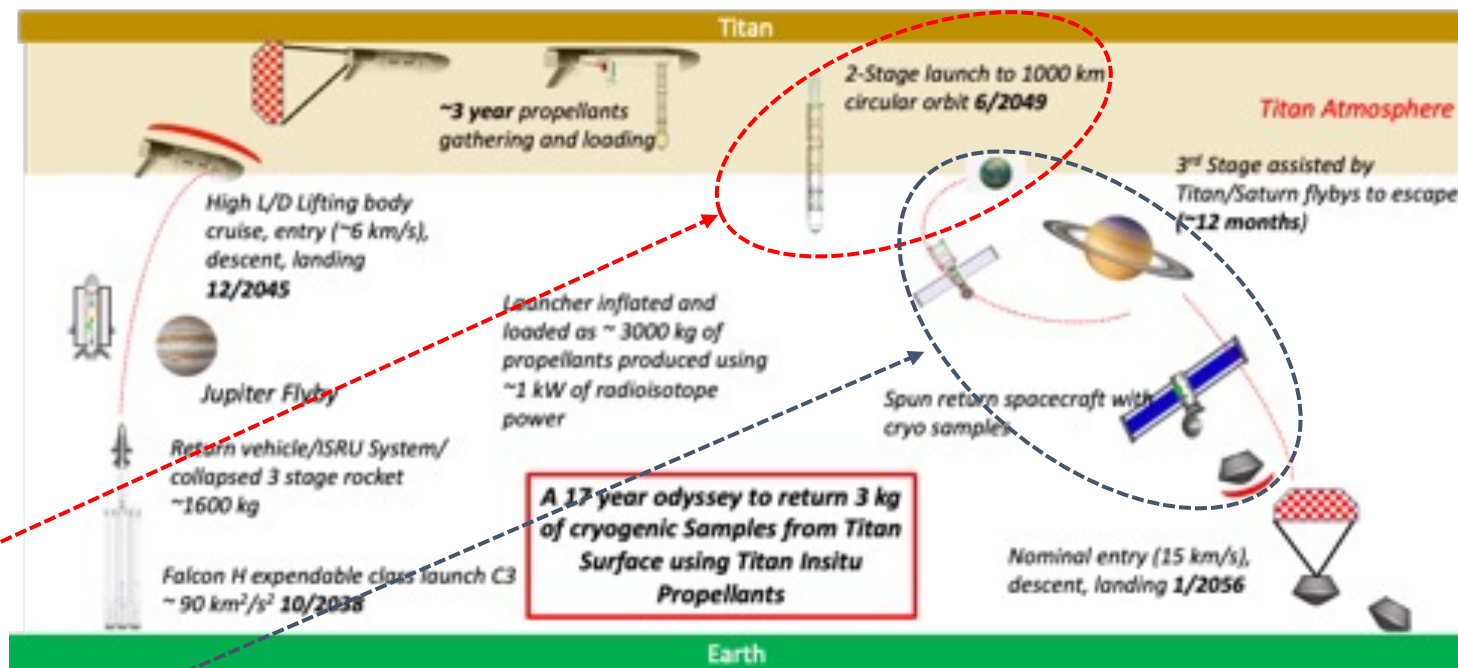 Titan
~3 year propellants
gathering and loading
2-Stage launch to 1000 km
circular orbit 6/2049
Titan Atmosphere
3rd Stage assisted by
Titan/Saturn flybys to escape
(~12 months)
High L/D Lifting body
cruise, entry (~6 km/s),
descent, landing
12/2045
Jupiter Flyby
Launcher inflated and
loaded as ~ 3000 kg of
propellants produced using
~1 kW of radioisotope
power
Spun return spacecraft with
cryo samples
Return vehicle/ISRU System/
collapsed 3 stage rocket
~1600 kg
A 17 year odyssey to return 3 kg
of cryogenic Samples from Titan
Surface using Titan Insitu
Propellants
Falcon H expendable class launch C3
~ 90 km²/s² 10/2038
Nominal entry (15 km/s),
descent, landing 1/2056
Earth